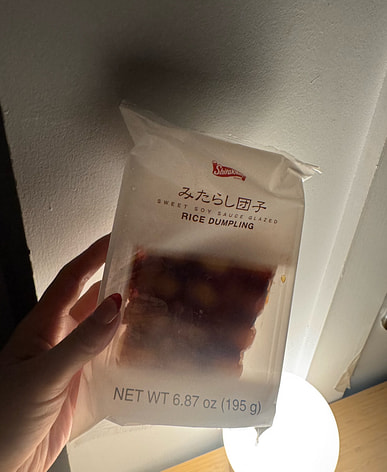 Shirakiku
みたらし団子
SWEET SOY SAUCE GLAZED
RICE DUMPLING
NET WT 6.87 oz (195 g)